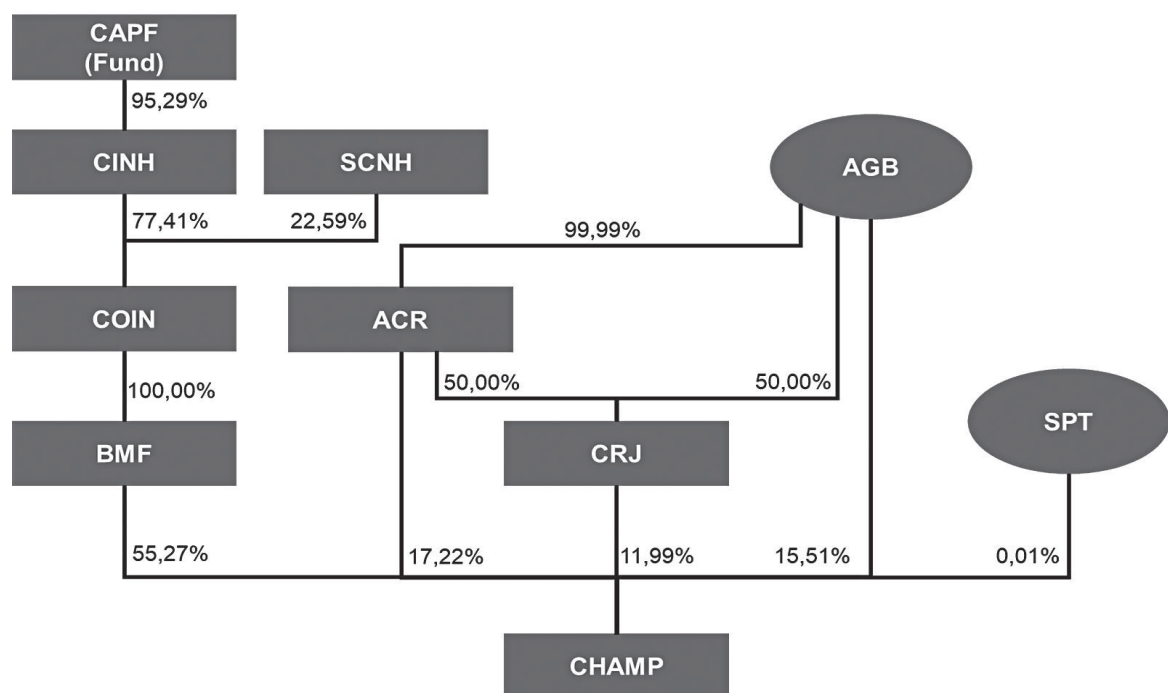 CAPF
(Fund)
95,29%
CINH
SCNH
AGB
77,41%
22,59%
99,99%
COIN
ACR
100,00%
50,00%
50,00%
SPT
BMF
CRJ
55,27%
17,22%
11,99%
15,51%
0,01%
CHAMP